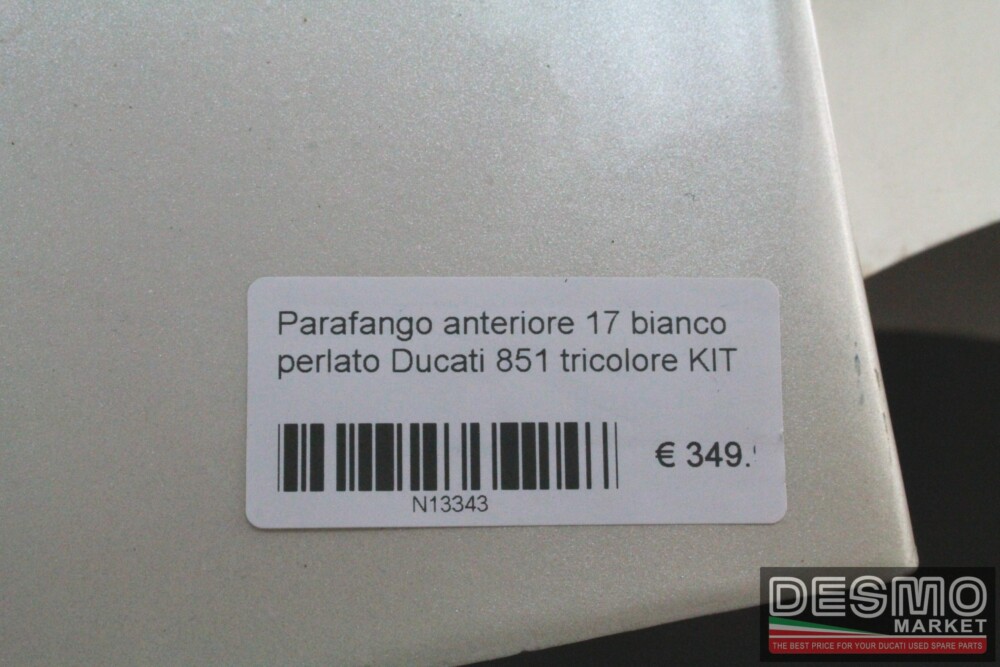 Parafango anteriore 17 bianco
perlato Ducati 851 tricolore KIT
€ 349.
N13343
DESMO
MARKET
THE BEST PRICE FOR YOUR DUCATI USED SPARE PARTS